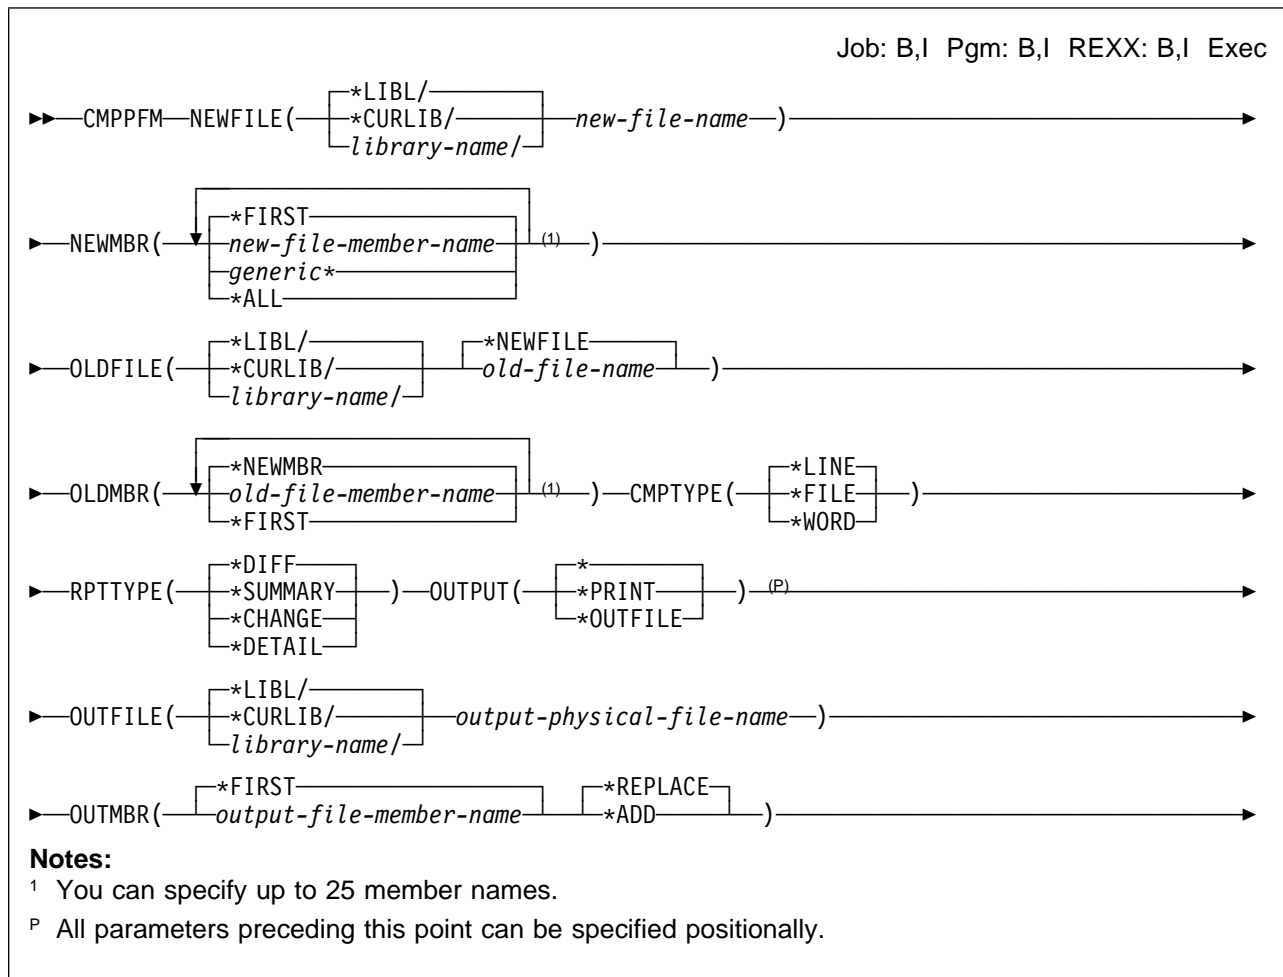 Job: B,I Pgm: B,I REXX: B,I Exec
*LIBL/
CMPPFM NEWFILE( *CURLIB/ new-file-name )
library-name/
*FIRST
NEWMBR( new-file-member-name (1) )
generic*
*ALL
*LIBL/ *NEWFILE
OLDFILE( *CURLIB/ old-file-name )
library-name/
*NEWMBR *LINE
OLDMBR( old-file-member-name (1) ) CMPTYPE( *FILE )
*FIRST *WORD
*DIFF *
RPTTYPE( *SUMMARY ) OUTPUT( *PRINT ) (P)
*CHANGE *OUTFILE
*DETAIL
*LIBL/
OUTFILE( *CURLIB/ output-physical-file-name )
library-name/
*FIRST *REPLACE
OUTMBR( output-file-member-name *ADD )
Notes:
1 You can specify up to 25 member names.
P All parameters preceding this point can be specified positionally.